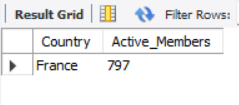 Result Grid Filter Rows:
Country Active_Members
France 797